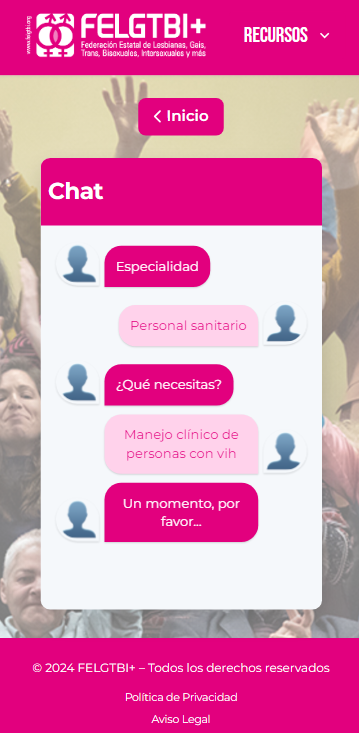 www.felgtbi.org
FELGTBI+
Federación Estatal de Lesbianas, Gais,
Trans, Bisexuales, Intersexuales y más
RECURSOS
Inicio
Chat
Especialidad
Personal sanitario
¿Qué necesitas?
Manejo clínico de
personas con vih
Un momento, por
favor...
© 2024 FELGTBI+ – Todos los derechos reservados
Política de Privacidad
Aviso Legal